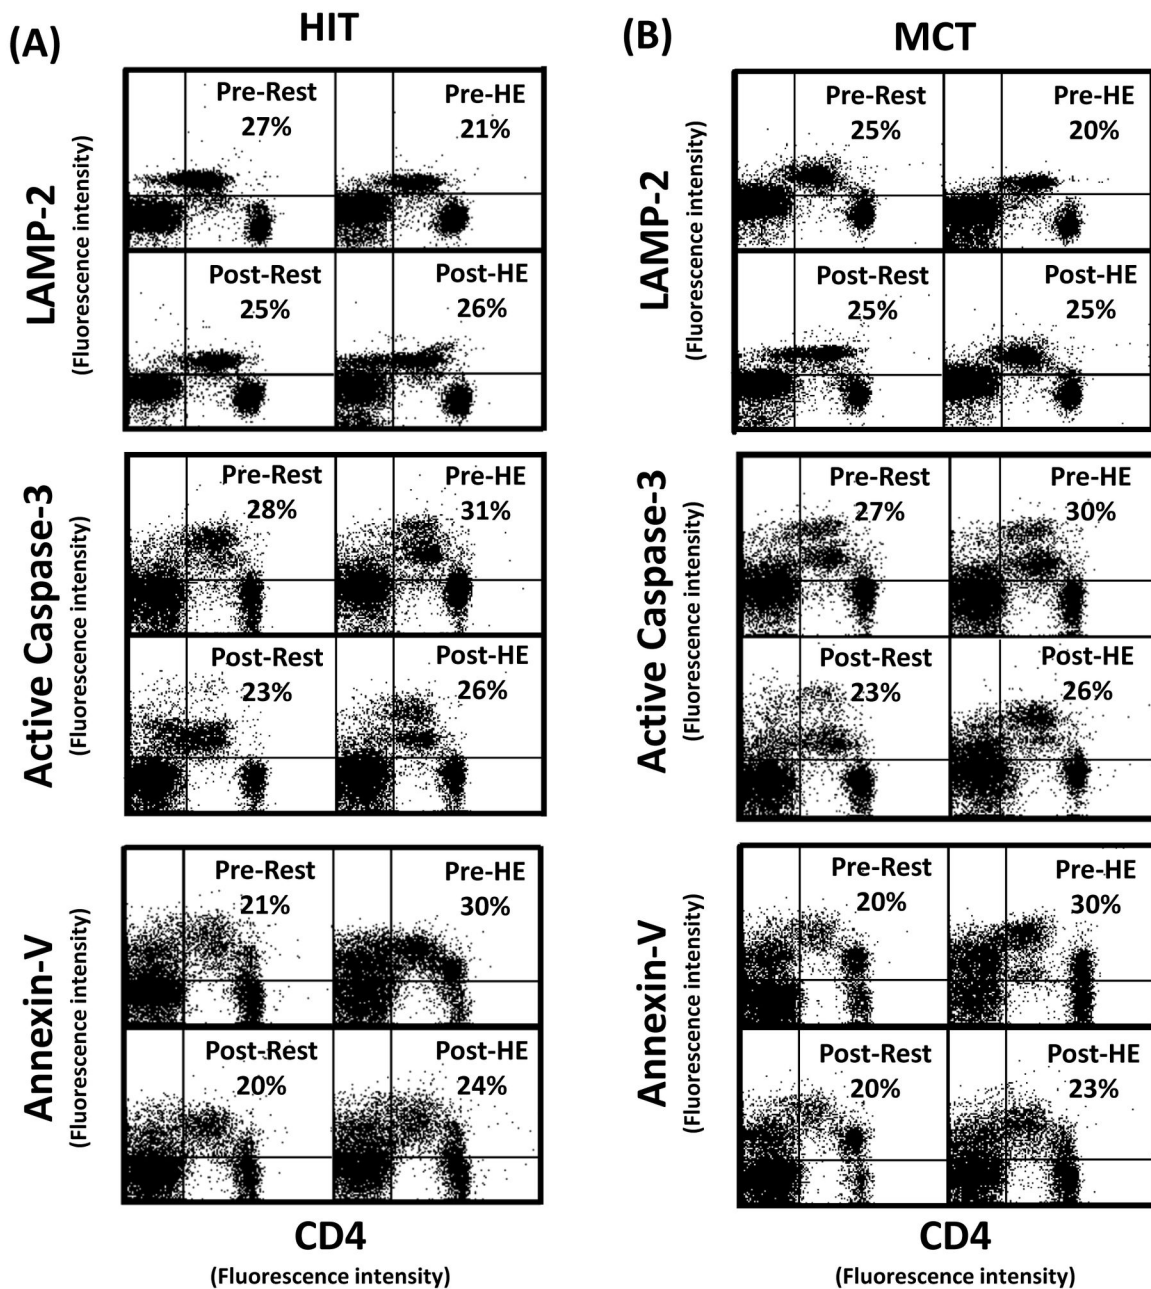 (A)
HIT
LAMP-2
(Fluorescence intensity)
Pre-Rest
27%
Pre-HE
21%
Post-Rest
25%
Post-HE
26%
Active Caspase-3
(Fluorescence intensity)
Pre-Rest
28%
Pre-HE
31%
Post-Rest
23%
Post-HE
26%
Annexin-V
(Fluorescence intensity)
Pre-Rest
21%
Pre-HE
30%
Post-Rest
20%
Post-HE
24%
CD4
(Fluorescence intensity)
(B)
MCT
LAMP-2
(Fluorescence intensity)
Pre-Rest
25%
Pre-HE
20%
Post-Rest
25%
Post-HE
25%
Active Caspase-3
(Fluorescence intensity)
Pre-Rest
27%
Pre-HE
30%
Post-Rest
23%
Post-HE
26%
Annexin-V
(Fluorescence intensity)
Pre-Rest
20%
Pre-HE
30%
Post-Rest
20%
Post-HE
23%
CD4
(Fluorescence intensity)